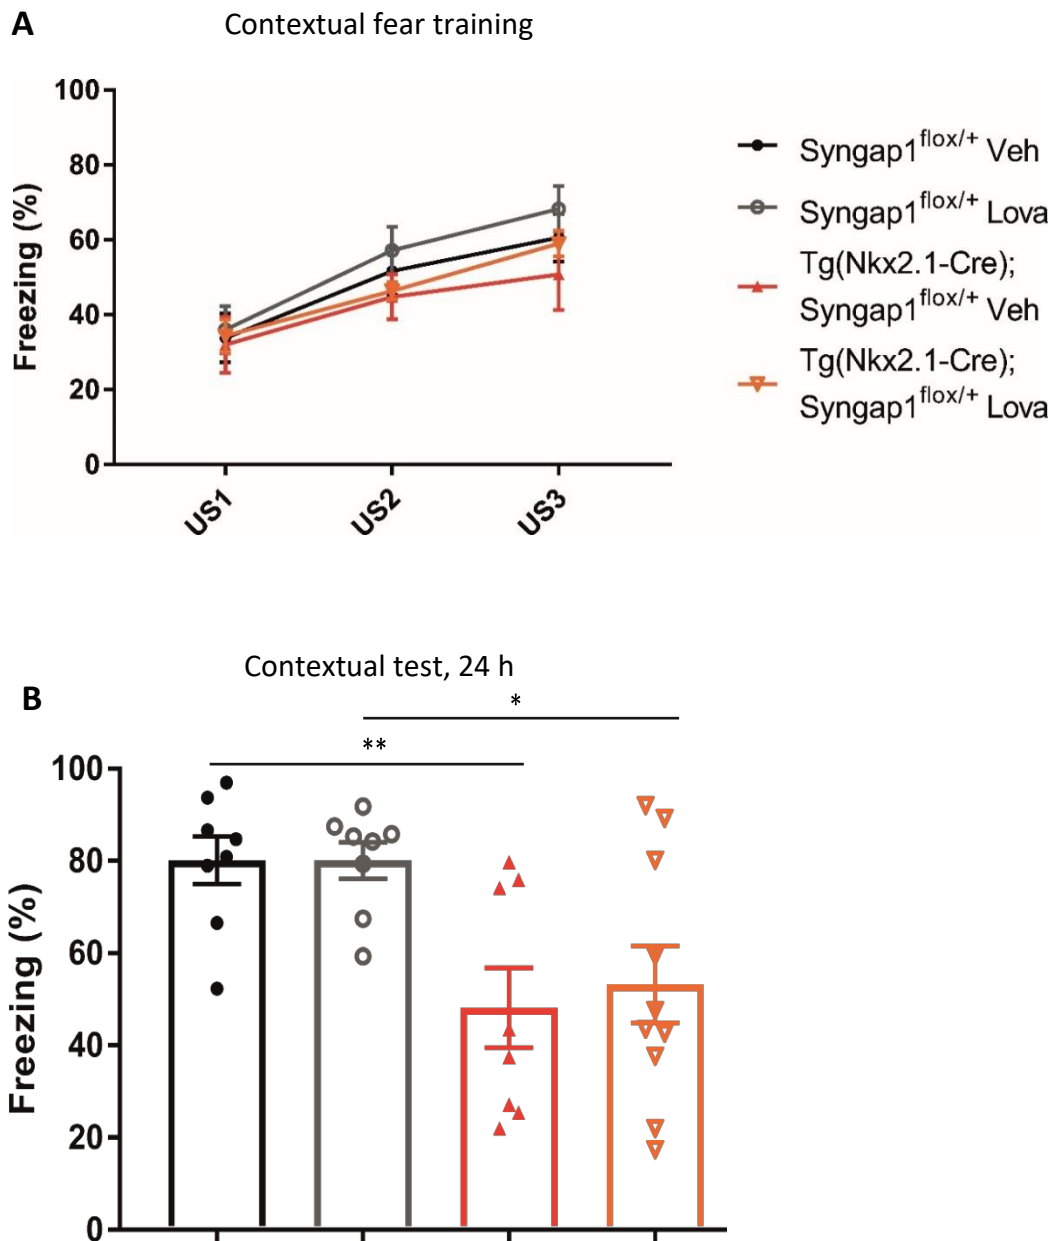 A
Contextual fear training
100
80
60
40
20
0
Freezing (%)
US1
US2
US3
Syngap1flox/+ Veh
Syngap1flox/+ Lova
Tg(Nkx2.1-Cre);
Syngap1flox/+ Veh
Tg(Nkx2.1-Cre);
Syngap1flox/+ Lova
Contextual test, 24 h
B
*
**
100
80
60
40
20
0
Freezing (%)